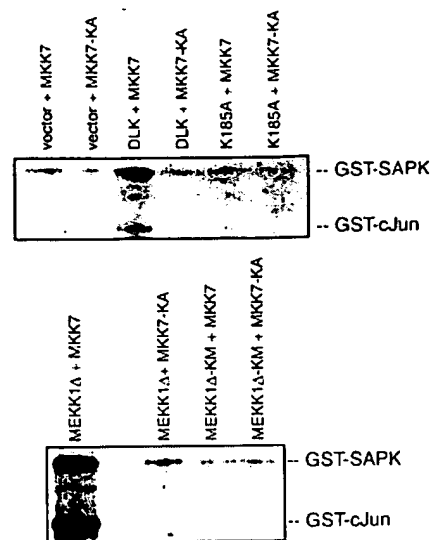 voctor + MKK7
vector + MKK7-KA
DLK + MKK7
DLK + MKK7-KA
K185A + MKK7
K185A + MKK7-KA
-- GST-SAPK
-- GST-cJun
MEKK1Δ + MKK7
MEKK1Δ+ MKK7-KA
MEKK1Δ-KM + MKK7
MEKK1Δ-KM + MKK7-KA
-- GST-SAPK
-- GST-cJun